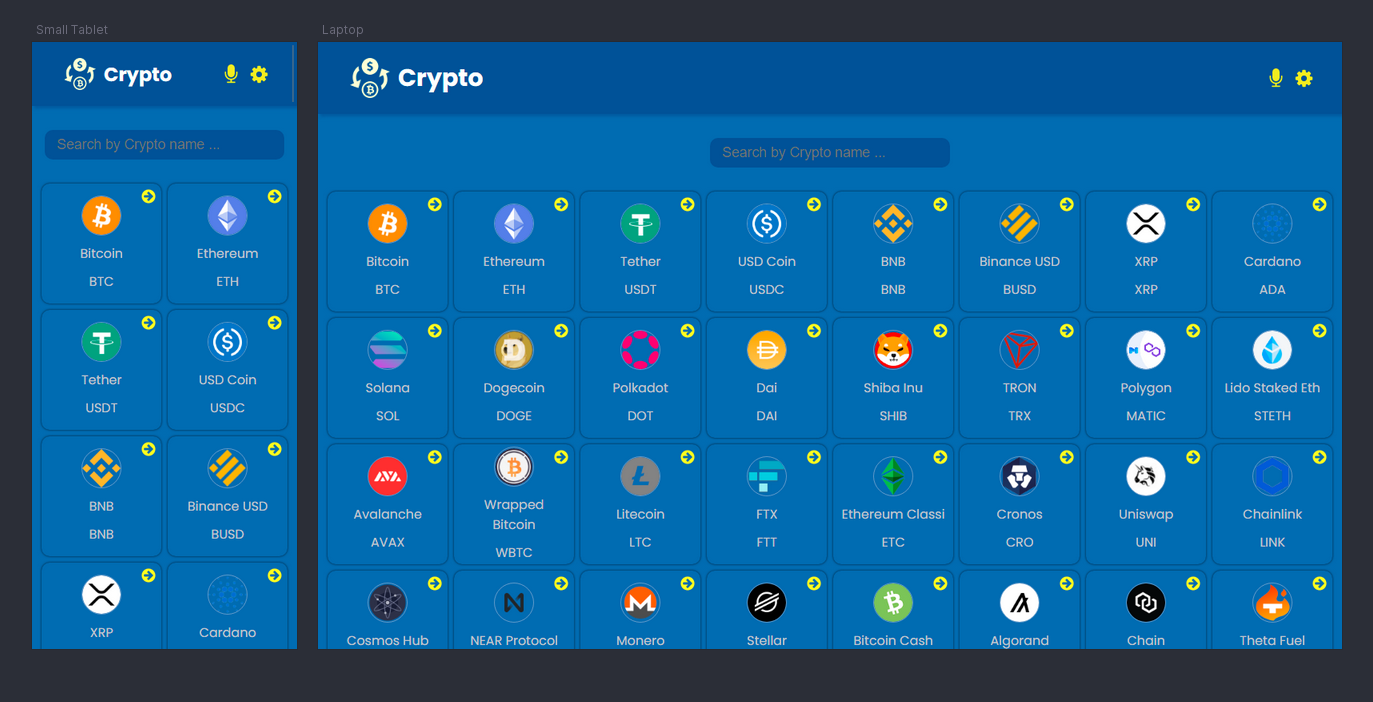 Small Tablet
Crypto
Search by Crypto name ...
Bitcoin
BTC
Ethereum
ETH
Tether
USDT
USD Coin
USDC
BNB
BNB
Binance USD
BUSD
XRP
Cardano
Laptop
Crypto
Search by Crypto name ...
Bitcoin
BTC
Ethereum
ETH
Tether
USDT
USD Coin
USDC
BNB
BNB
Binance USD
BUSD
XRP
XRP
Cardano
ADA
Solana
SOL
Dogecoin
DOGE
Polkadot
DOT
Dai
DAI
Shiba Inu
SHIB
TRON
TRX
Polygon
MATIC
Lido Staked Eth
STETH
Avalanche
AVAX
Wrapped
Bitcoin
WBTC
Litecoin
LTC
FTX
FTT
Ethereum Classi
ETC
Cronos
CRO
Uniswap
UNI
Chainlink
LINK
Cosmos Hub
NEAR Protocol
Monero
Stellar
Bitcoin Cash
Algorand
Chain
Theta Fuel